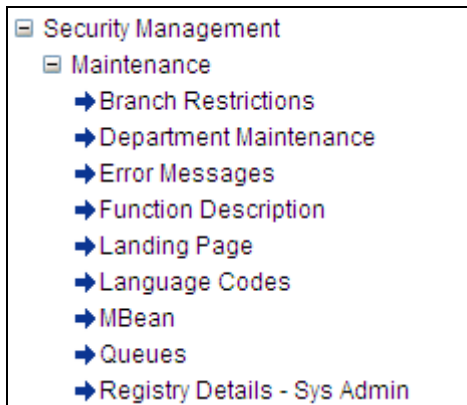 Security Management
Maintenance
Branch Restrictions
Department Maintenance
Error Messages
Function Description
Landing Page
Language Codes
MBean
Queues
Registry Details - Sys Admin